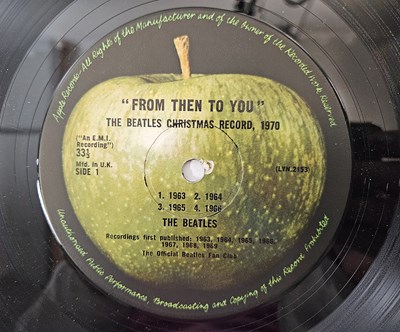 Apple Records-All Rights of the Manufacturer and of the Owner of the Recorded Work Reserved
"FROM THEN TO YOU"
THE BEATLES CHRISTMAS RECORD, 1970
("An E.M.I.
Recording")
33⅓
Mfd. in U.K.
SIDE 1
(LYN.2153)
1. 1963 2. 1964
3. 1965 4. 1966
THE BEATLES
Recordings first published: 1963, 1964, 1965, 1966,
1967, 1968, 1969
The Official Beatles Fan Club
Unauthorised Public Performance, Broadcasting and Copying of this Record Prohibited